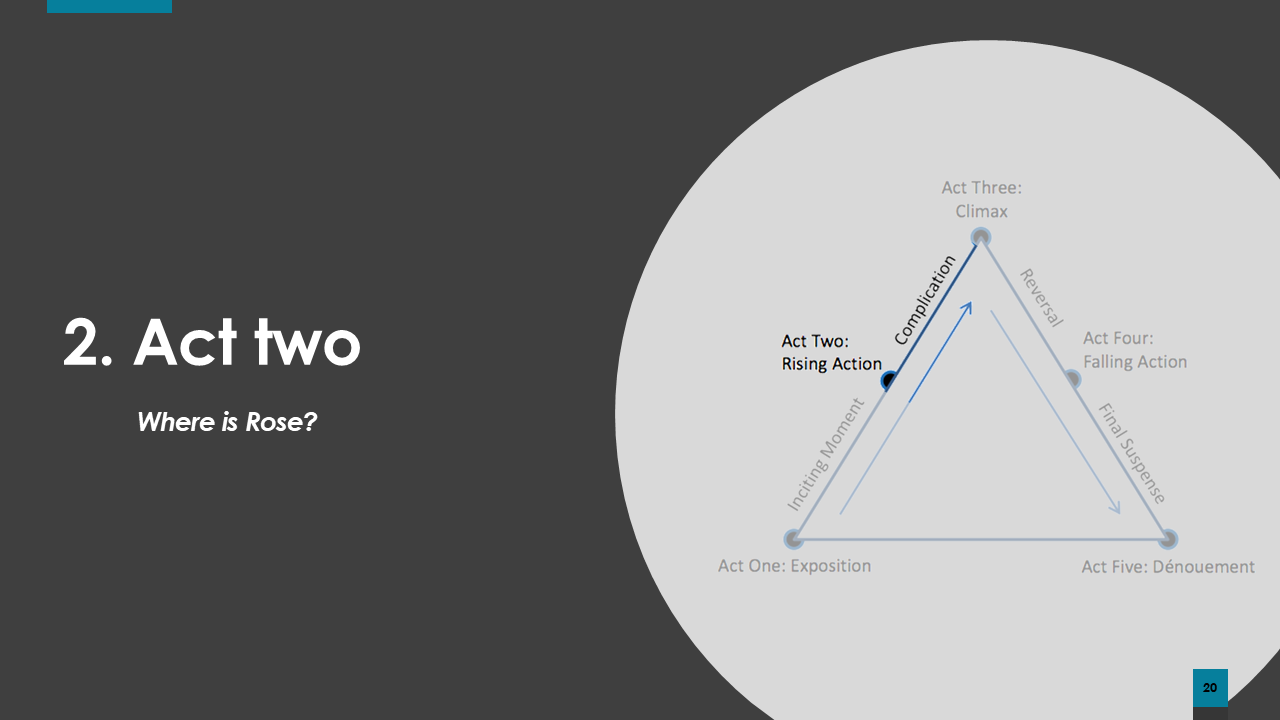 2. Act two
Where is Rose?
Act Three:
Climax
Complication
Reversal
Act Two:
Rising Action
Act Four:
Falling Action
Inciting Moment
Final Suspense
Act One: Exposition
Act Five: Dénouement
20